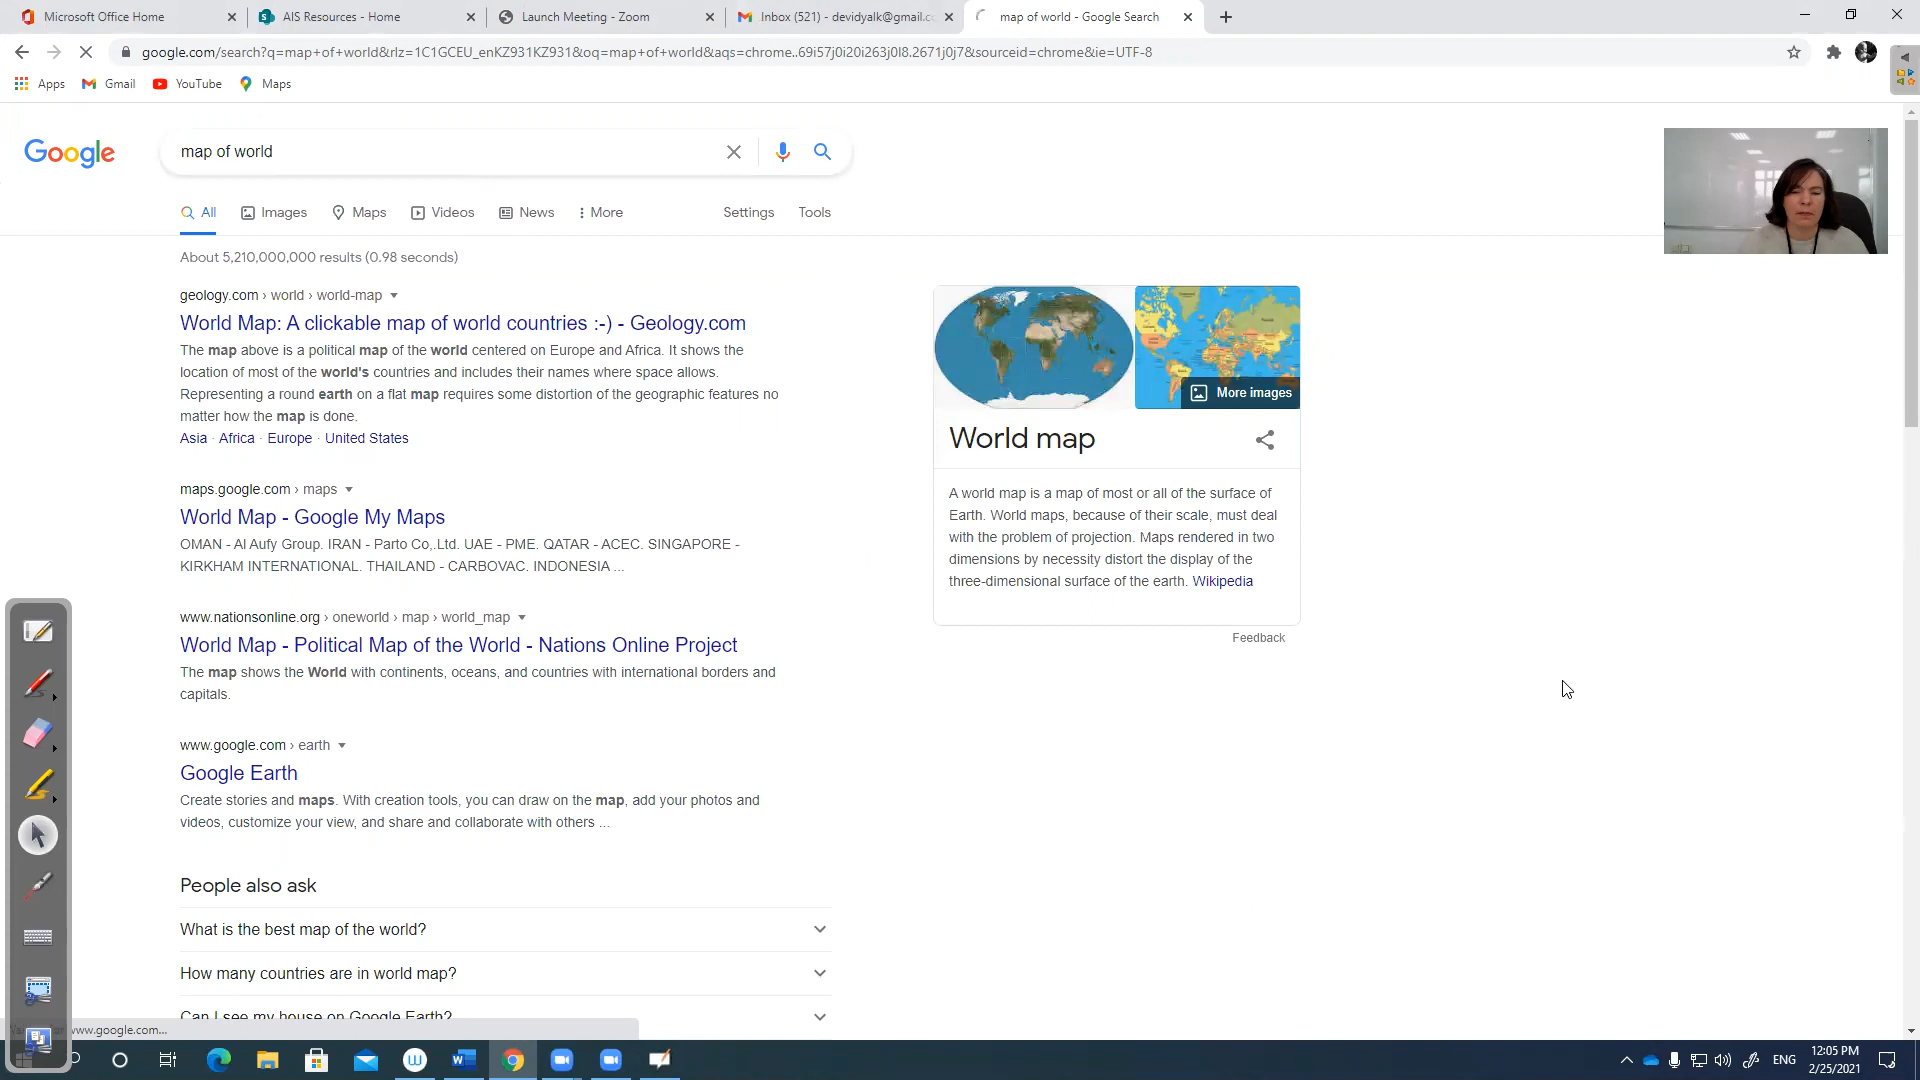 Microsoft Office Home
AIS Resources - Home
Launch Meeting - Zoom
Inbox (521) - devidyalk@gmail.c
map of world - Google Search
google.com/search?q=map+of+world&rlz=1C1GCEU_enKZ931KZ931&oq=map+of+world&aqs=chrome..69i57j0i20i263j0l8.2671j0j7&sourceid=chrome&ie=UTF-8
Apps
Gmail
YouTube
Maps
Google
map of world
All
Images
Maps
Videos
News
More
Settings
Tools
About 5,210,000,000 results (0.98 seconds)
geology.com › world › world-map
World Map: A clickable map of world countries :-) - Geology.com
The map above is a political map of the world centered on Europe and Africa. It shows the
location of most of the world's countries and includes their names where space allows.
Representing a round earth on a flat map requires some distortion of the geographic features no
matter how the map is done.
Asia · Africa · Europe · United States
maps.google.com › maps
World Map - Google My Maps
OMAN - Al Aufy Group. IRAN - Parto Co,.Ltd. UAE - PME. QATAR - ACEC. SINGAPORE -
KIRKHAM INTERNATIONAL. THAILAND - CARBOVAC. INDONESIA ...
www.nationsonline.org › oneworld › map › world_map
World Map - Political Map of the World - Nations Online Project
The map shows the World with continents, oceans, and countries with international borders and
capitals.
www.google.com › earth
Google Earth
Create stories and maps. With creation tools, you can draw on the map, add your photos and
videos, customize your view, and share and collaborate with others ...
People also ask
What is the best map of the world?
How many countries are in world map?
Can I see my house on Google Earth?
More images
World map
A world map is a map of most or all of the surface of
Earth. World maps, because of their scale, must deal
with the problem of projection. Maps rendered in two
dimensions by necessity distort the display of the
three-dimensional surface of the earth. Wikipedia
Feedback
www.google.com...
ENG
12:05 PM
2/25/2021